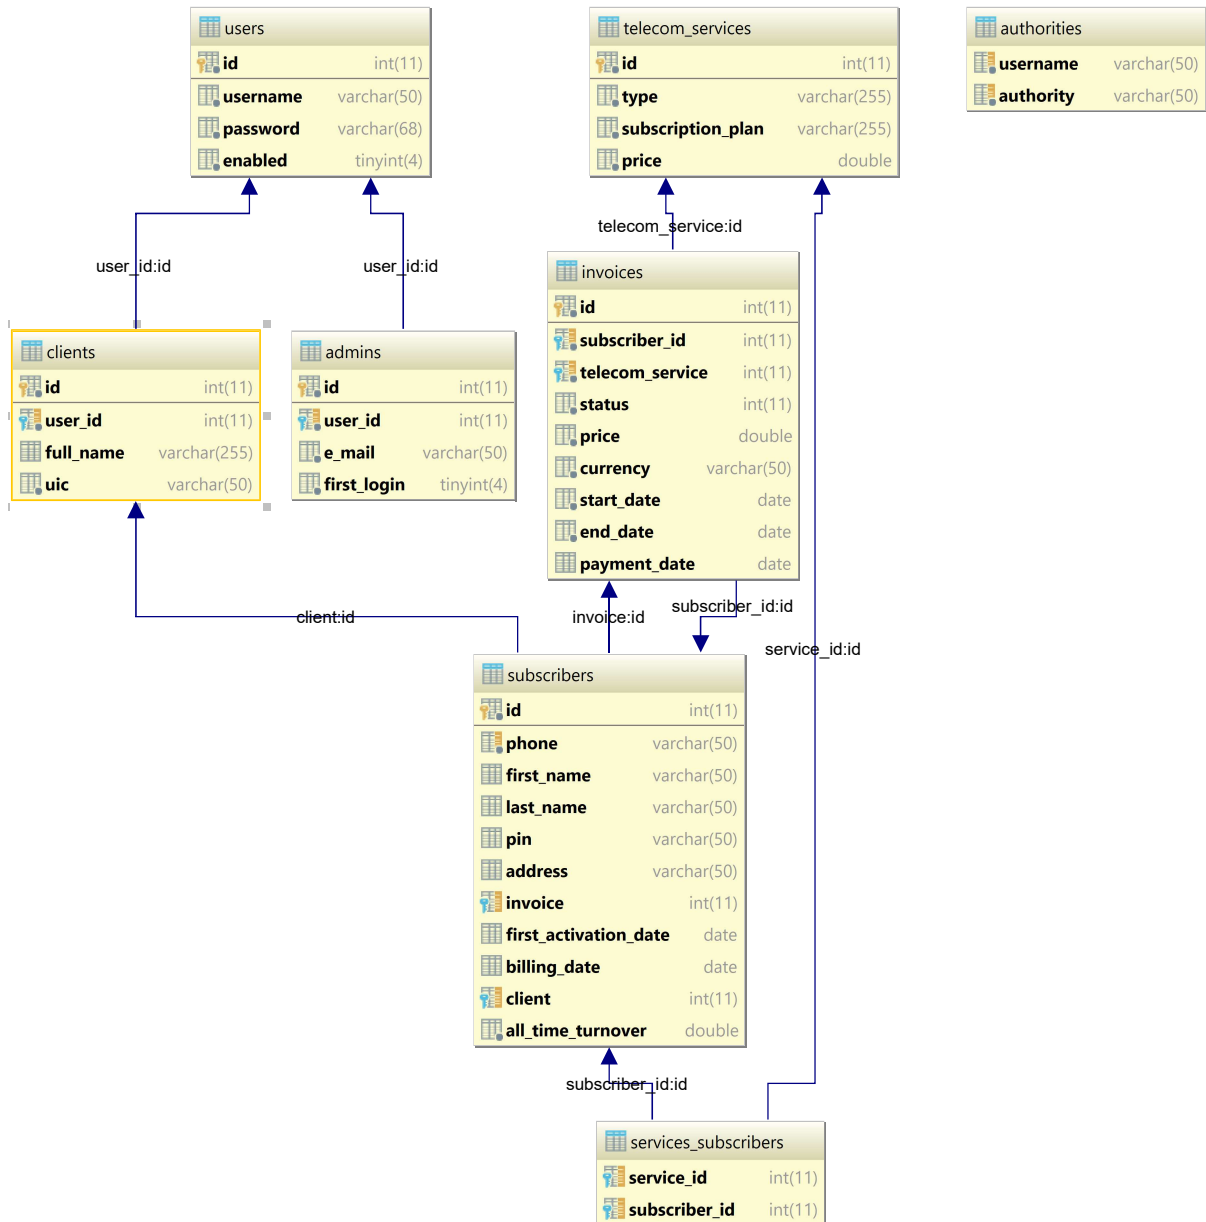 users
id int(11)
username varchar(50)
password varchar(68)
enabled tinyint(4)
telecom_services
id int(11)
type varchar(255)
subscription_plan varchar(255)
price double
authorities
username varchar(50)
authority varchar(50)
telecom_service:id
user_id:id
user_id:id
invoices
id int(11)
subscriber_id int(11)
telecom_service int(11)
status int(11)
price double
currency varchar(50)
start_date date
end_date date
payment_date date
clients
id int(11)
user_id int(11)
full_name varchar(255)
uic varchar(50)
admins
id int(11)
user_id int(11)
e_mail varchar(50)
first_login tinyint(4)
client:id
invoice:id
subscriber_id:id
service_id:id
subscribers
id int(11)
phone varchar(50)
first_name varchar(50)
last_name varchar(50)
pin varchar(50)
address varchar(50)
invoice int(11)
first_activation_date date
billing_date date
client int(11)
all_time_turnover double
subscriber_id:id
services_subscribers
service_id int(11)
subscriber_id int(11)